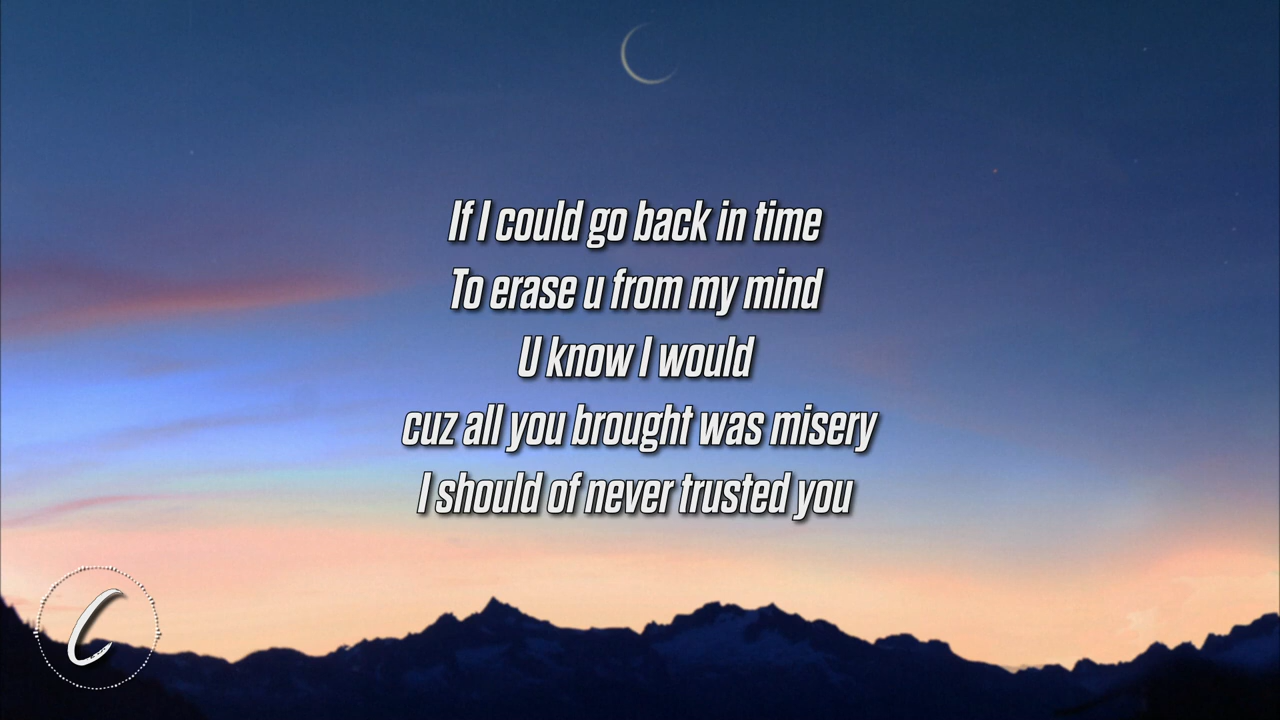 If I could go back in time
To erase u from my mind
U know I would
cuz all you brought was misery
I should of never trusted you
C